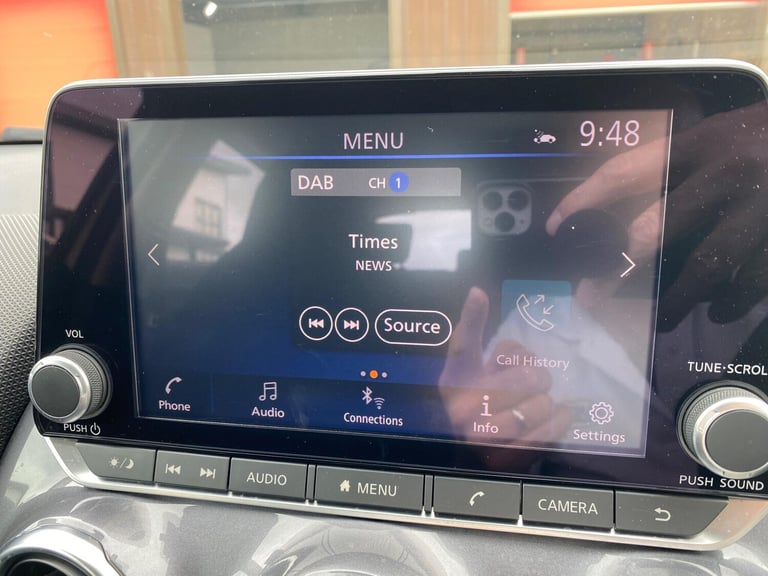 MENU 9:48
DAB CH 1
Times
NEWS
Source
Call History
Phone Audio Connections Info Settings
VOL
PUSH
TUNE·SCROLL
PUSH SOUND
AUDIO MENU CAMERA